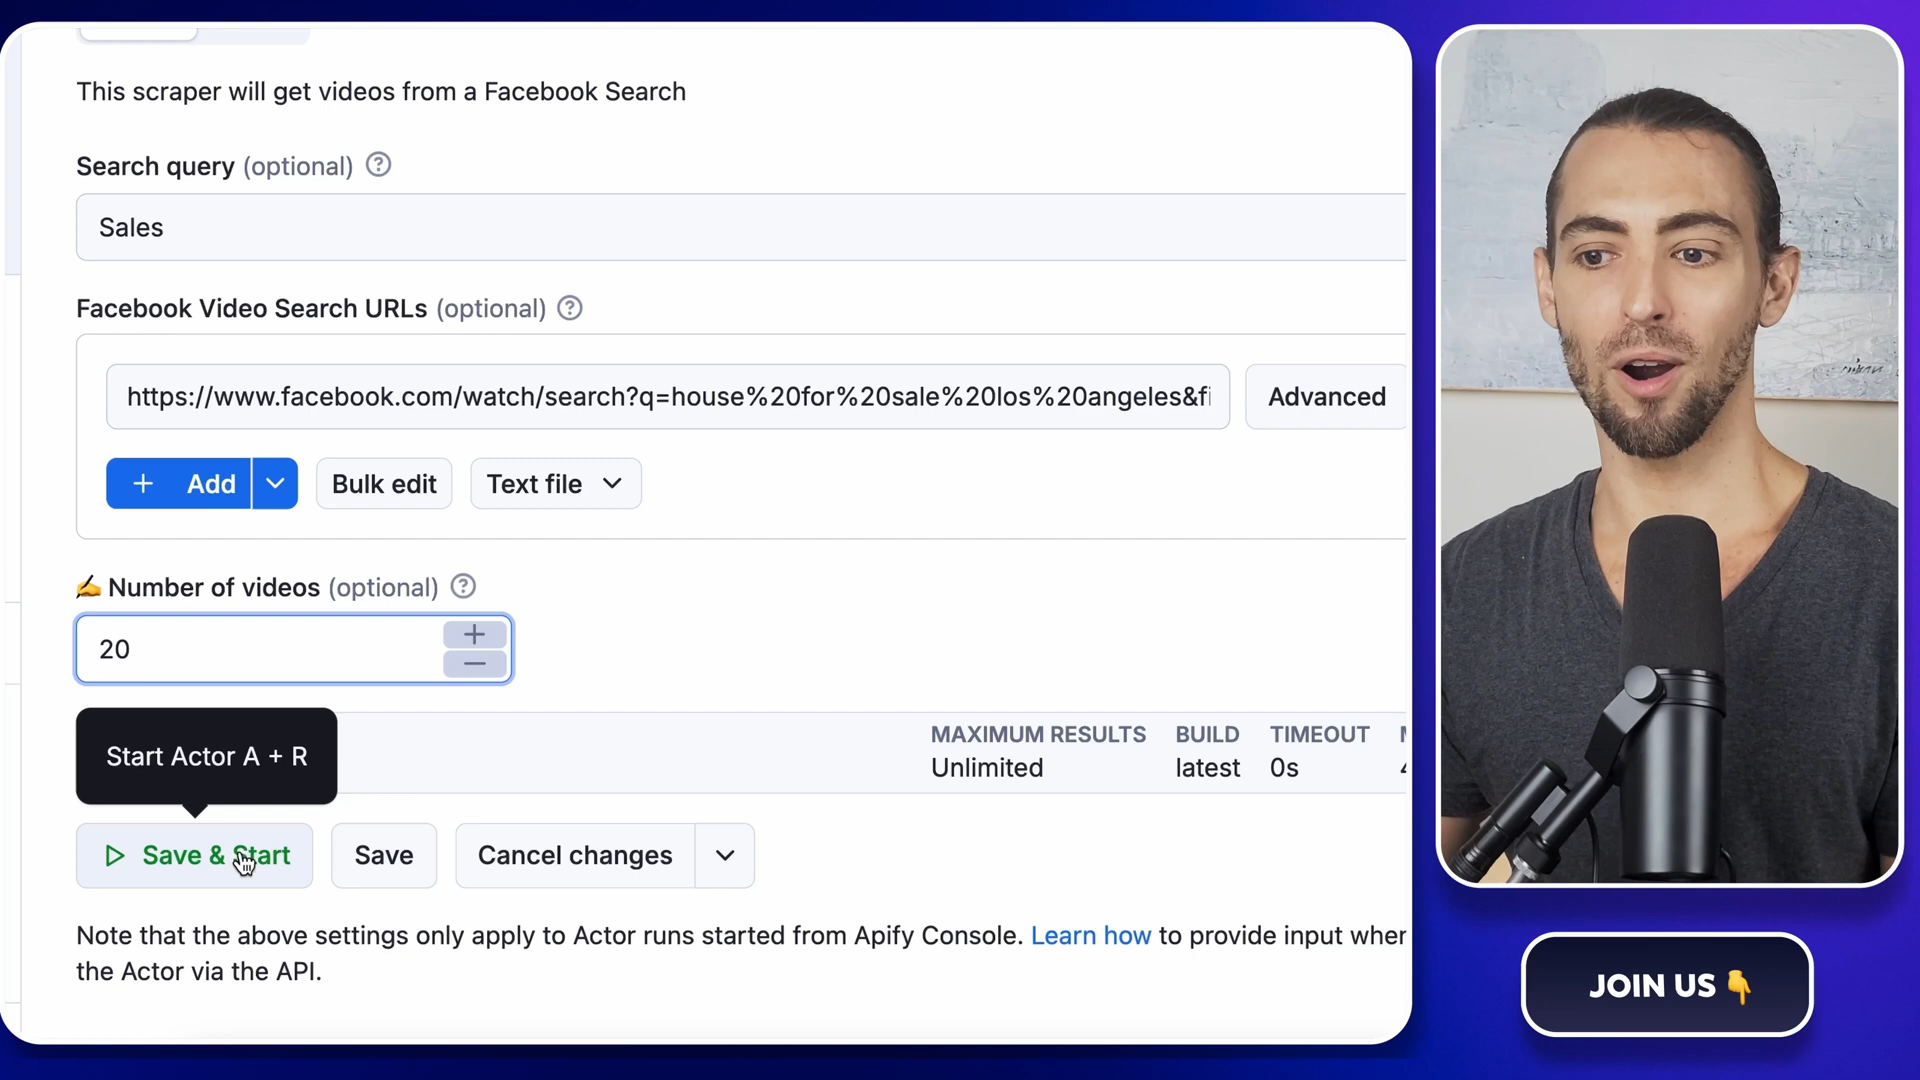 This scraper will get videos from a Facebook Search
Search query (optional)
Sales
Facebook Video Search URLs (optional)
https://www.facebook.com/watch/search?q=house%20for%20sale%20los%20angeles&fi
Advanced
+ Add
Bulk edit
Text file
✍️ Number of videos (optional)
20
Start Actor A + R
MAXIMUM RESULTS
Unlimited
BUILD
latest
TIMEOUT
0s
Save & Start
Save
Cancel changes
Note that the above settings only apply to Actor runs started from Apify Console. Learn how to provide input when
the Actor via the API.
JOIN US 👇